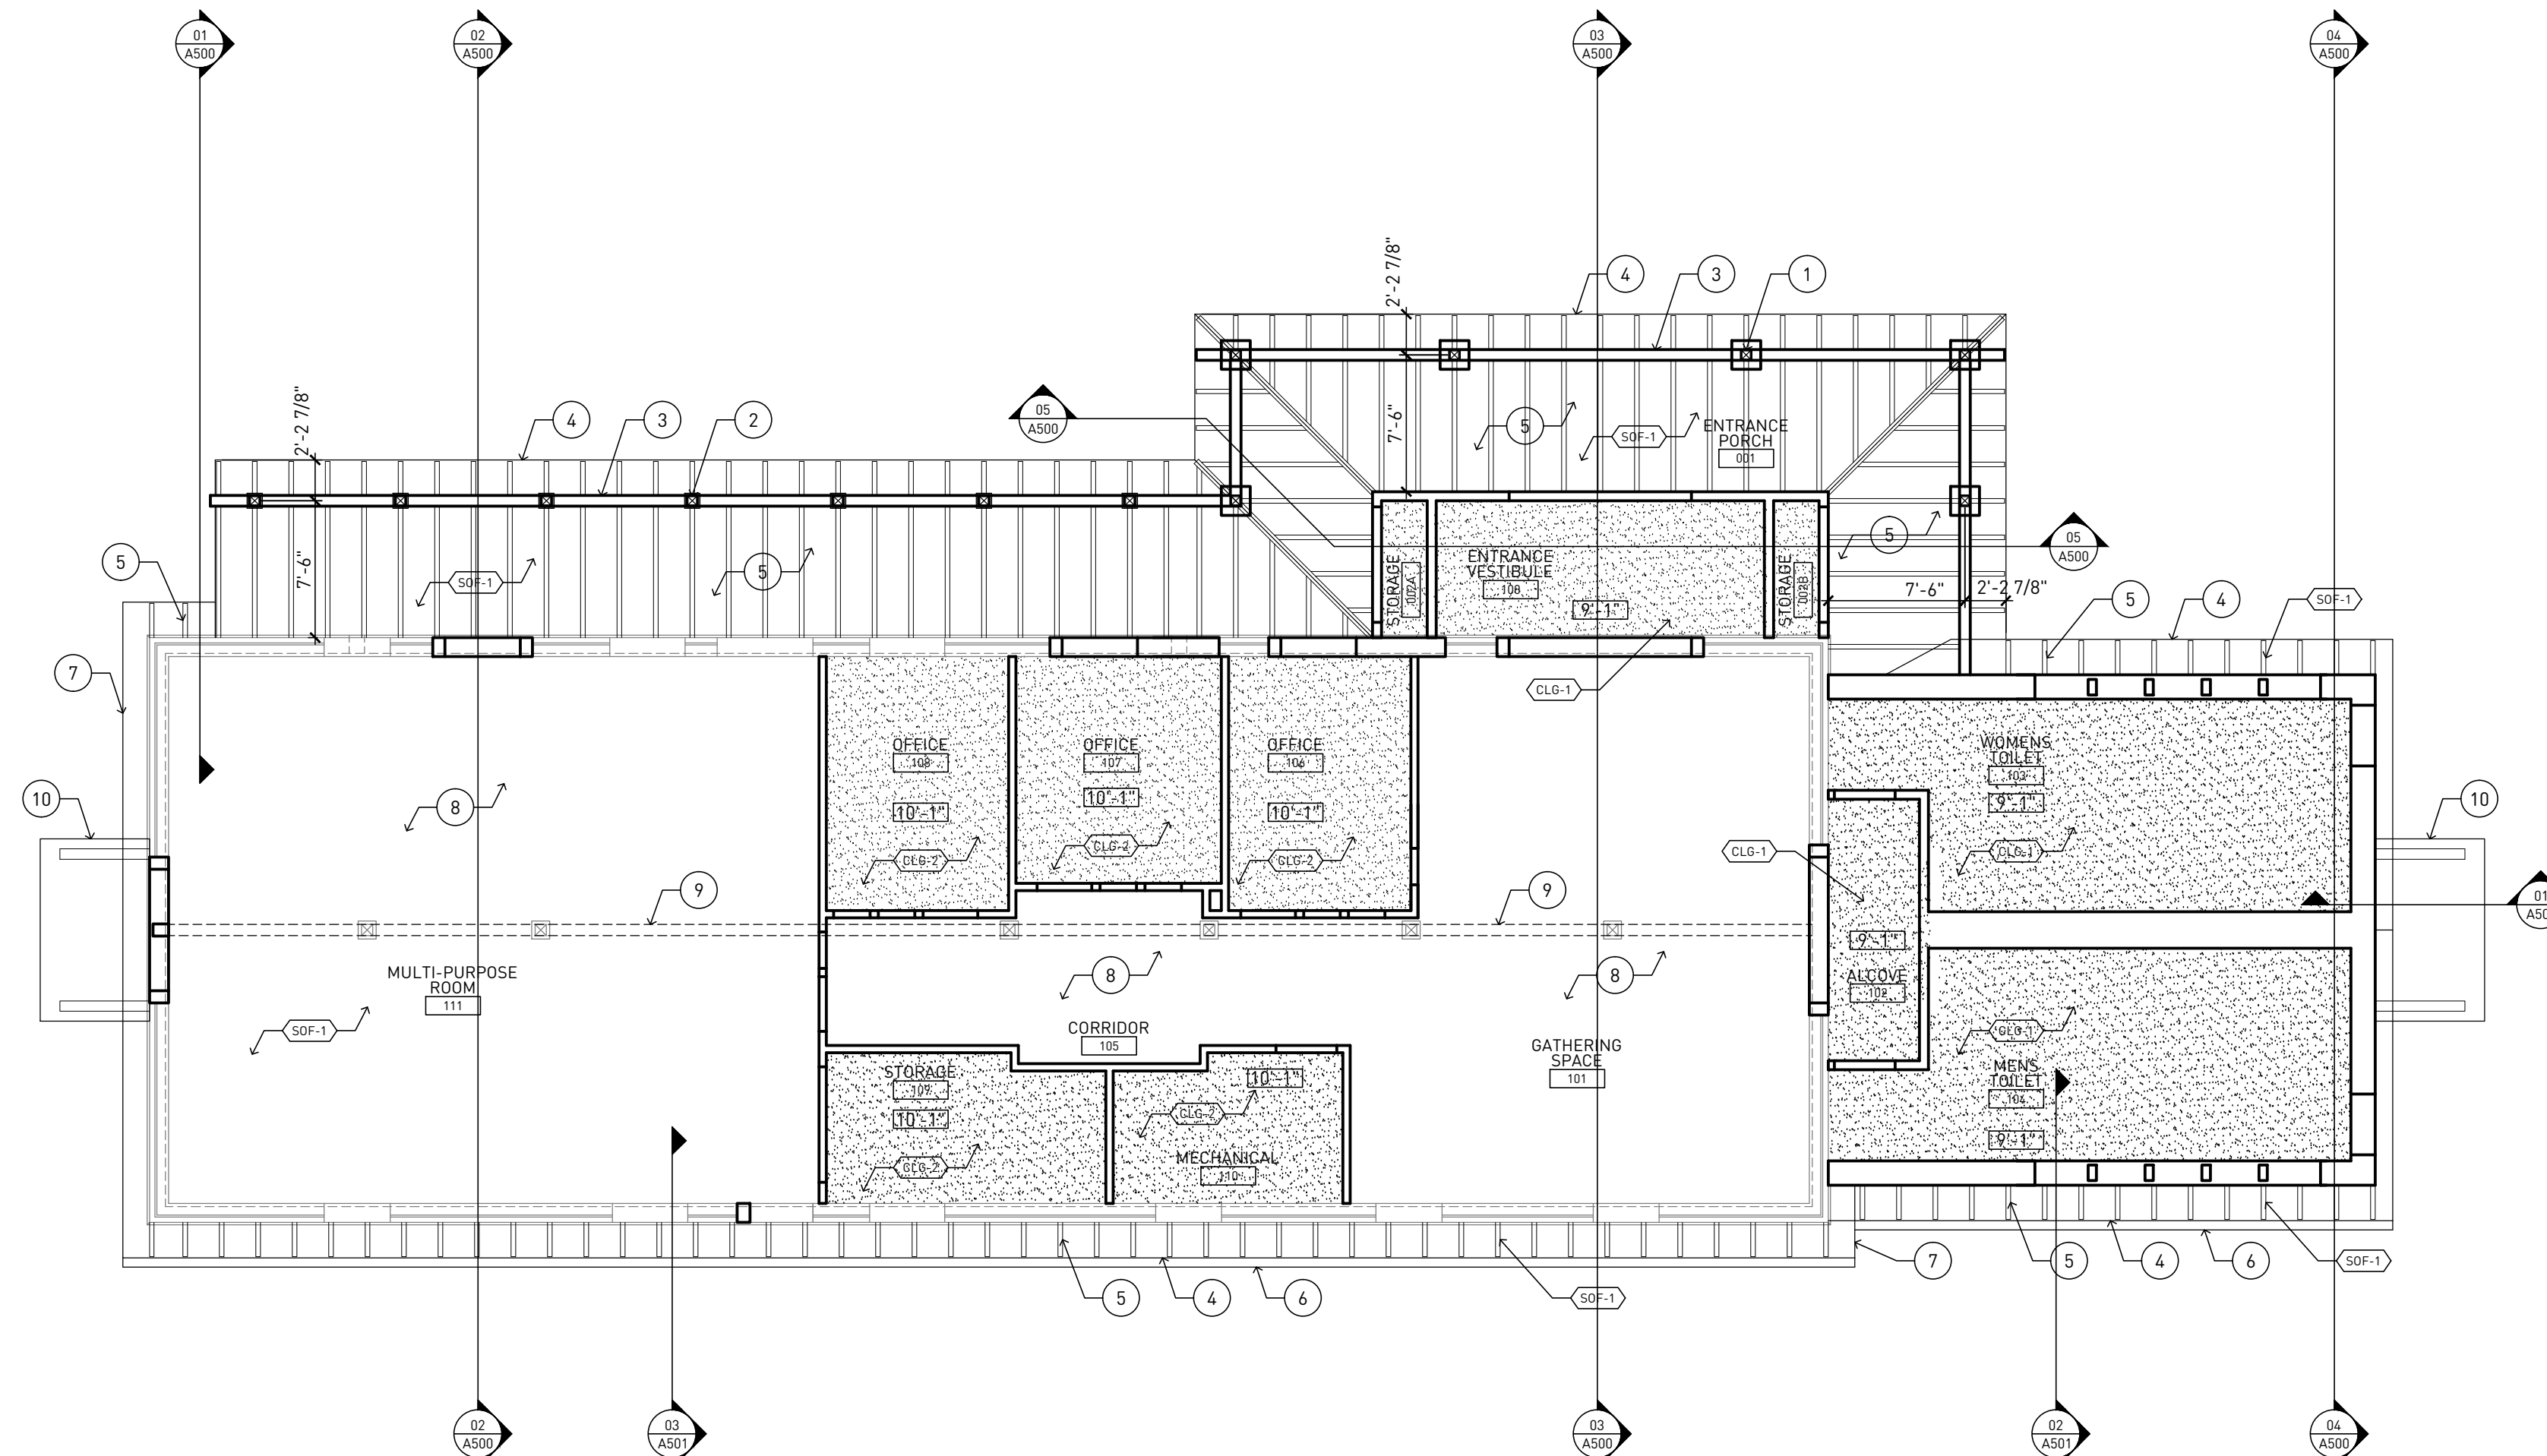 01
A500
02
A500
03
A500
04
A500
4
3
1
2'-2 7/8"
2'-2 7/8"
4
3
2
05
A500
7'-6"
5
SOF-1
ENTRANCE
PORCH
001
5
SOF-1
5
7'-6"
STORAGE
002A
ENTRANCE
VESTIBULE
108
9'-1"
STORAGE
002B
5
05
A500
7'-6"
2'-2 7/8"
5
4
SOF-1
7
CLG-1
10
8
OFFICE
108
10'-1"
CLG-2
OFFICE
107
10'-1"
CLG-2
OFFICE
106
10'-1"
CLG-2
WOMENS
TOILET
103
9'-1"
CLG-1
CLG-1
10
9
9
01
9'-1"
ALCOVE
102
MULTI-PURPOSE
ROOM
111
SOF-1
8
8
CORRIDOR
105
GATHERING
SPACE
101
CLG-1
MENS
TOILET
104
9'-1"
STORAGE
109
10'-1"
CLG-2
10'-1"
CLG-2
MECHANICAL
110
5
4
6
SOF-1
7
5
4
6
SOF-1
02
A500
03
A501
03
A500
02
A501
04
A500